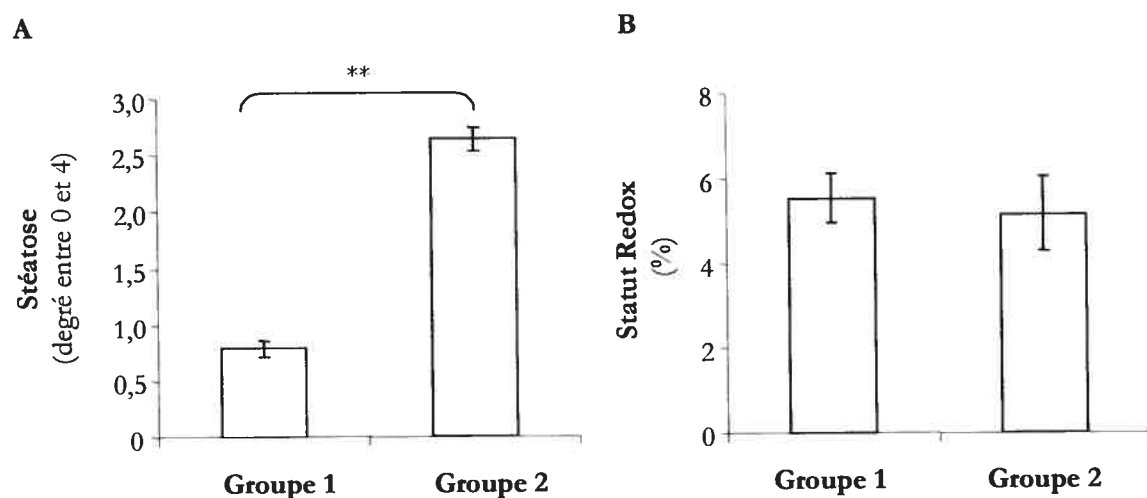 A
**
3,0
2,5
2,0
1,5
1,0
0,5
0
Stéatose
(degré entre 0 et 4)
Groupe 1
Groupe 2
B
8
6
4
2
0
Statut Redox
(%)
Groupe 1
Groupe 2